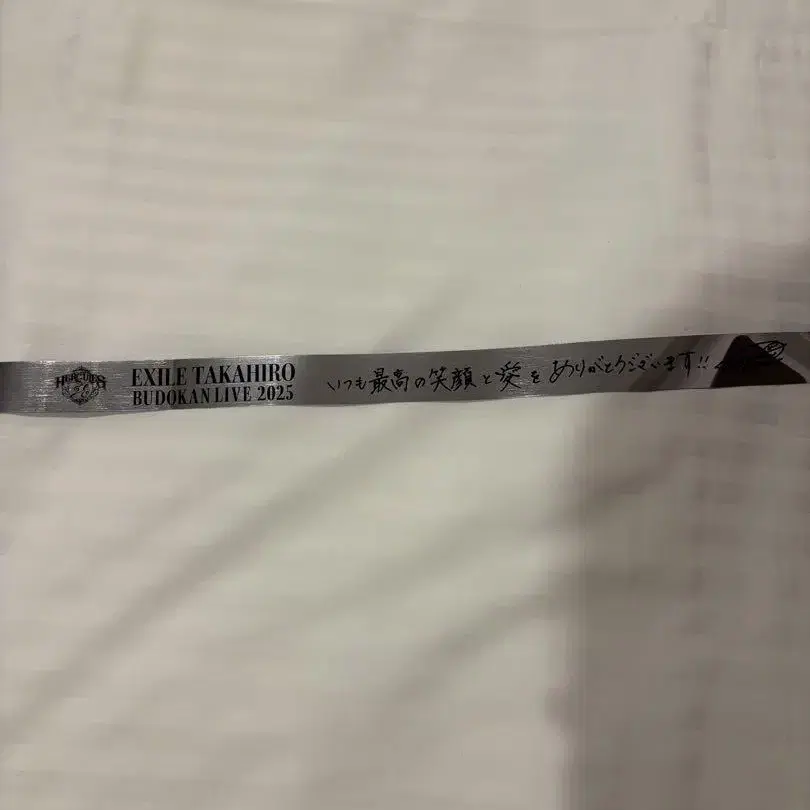 HERCULES
EXILE TAKAHIRO
BUDOKAN LIVE 2025
いつも最高の笑顔と愛をありがとうございます!!